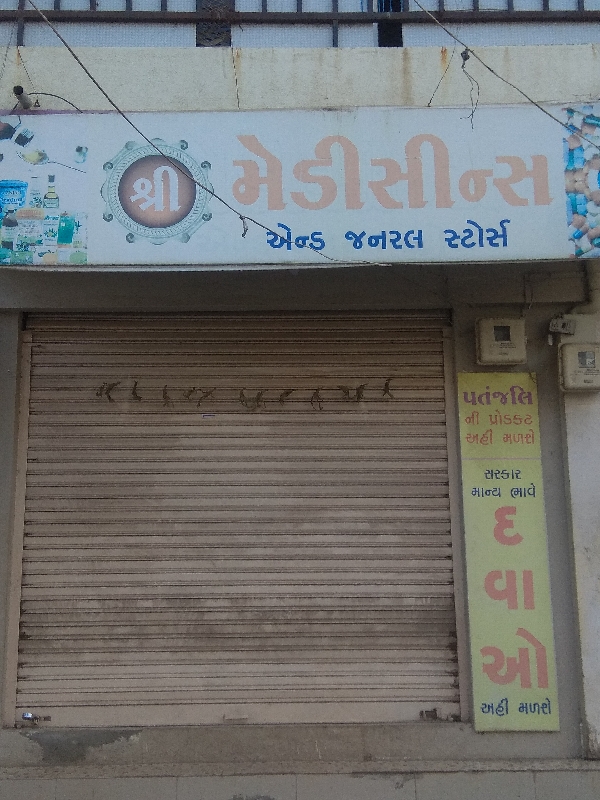 શ્રી મેડીસીન્સ
એન્ડ જનરલ સ્ટોર્સ
પતંજલિ
ની પ્રોડક્ટ
અહીં મળશે
સરકાર
માન્ય ભાવે
દ
વા
ઓ
અહીં મળશે